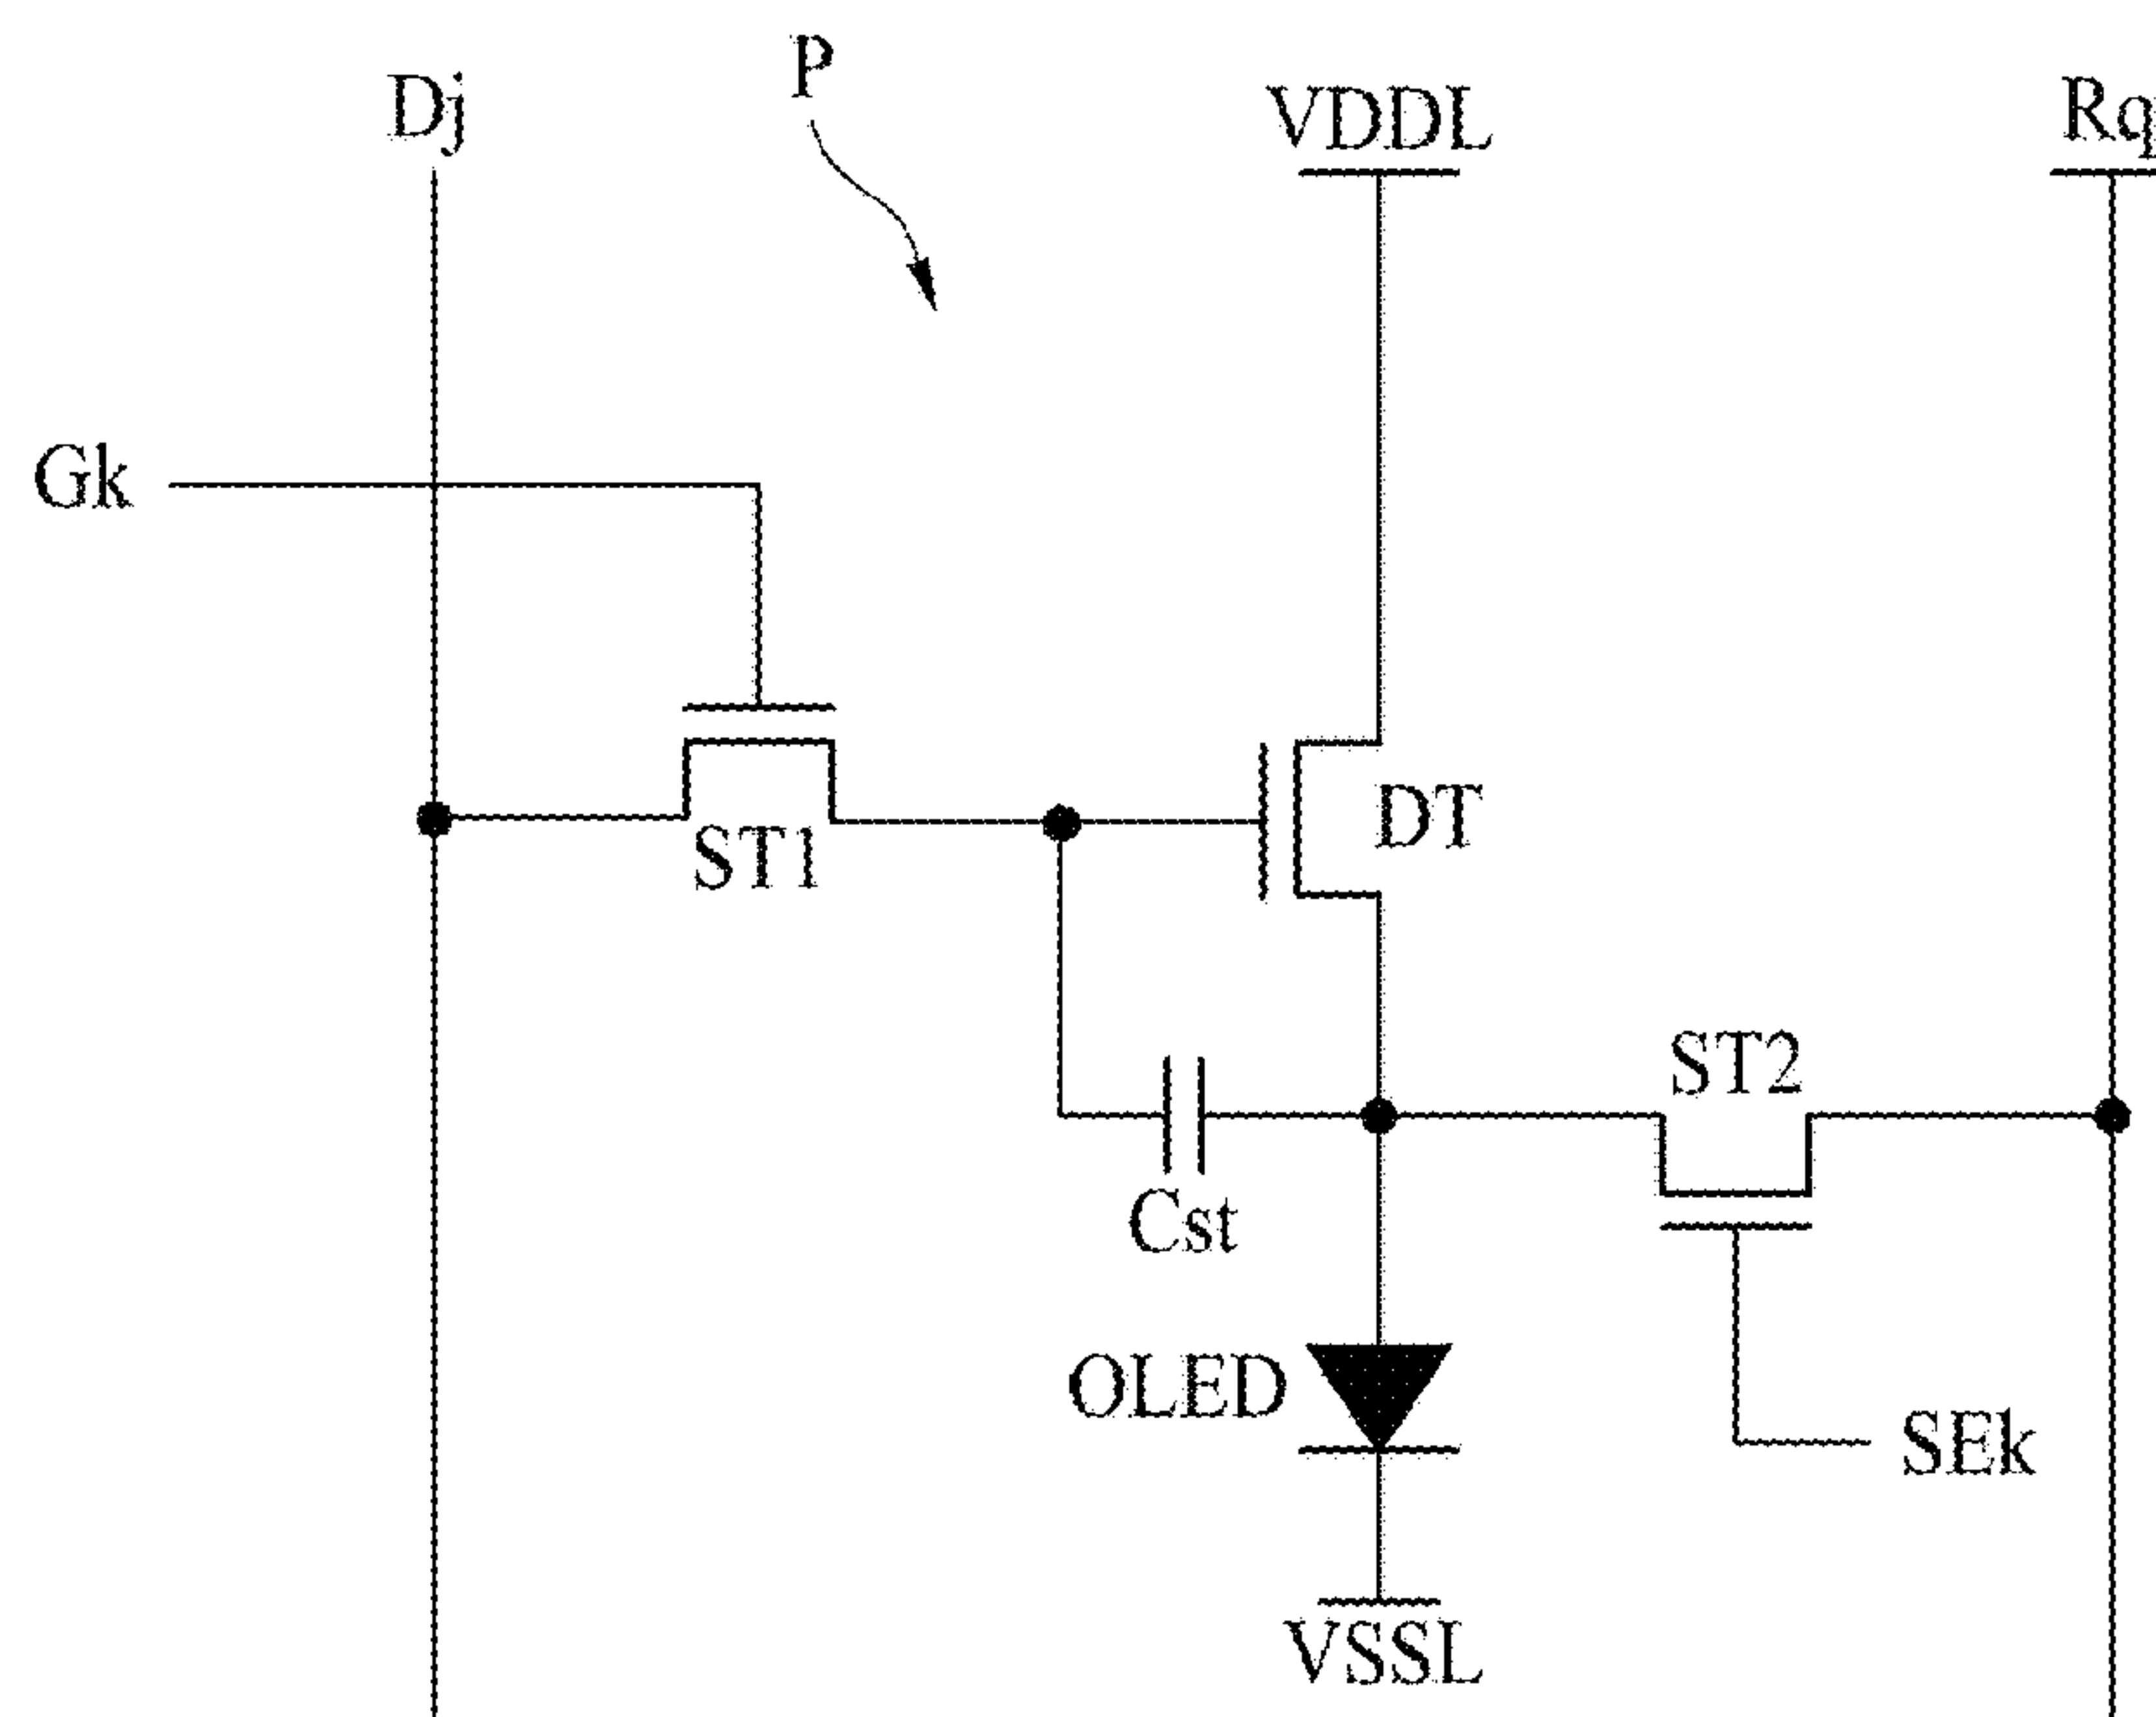 P
Dj
VDDL
Rq
Gk
DT
ST1
ST2
Cst
OLED
SEk
VSSL